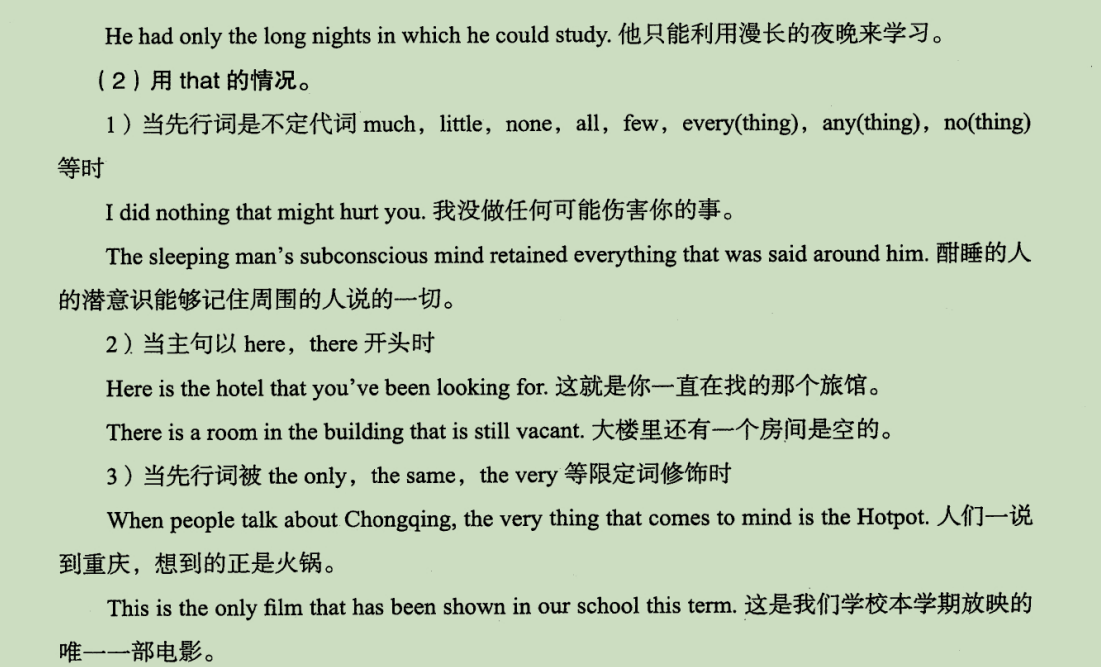 He had only the long nights in which he could study. 他只能利用漫长的夜晚来学习。
（2）用 that 的情况。
1）当先行词是不定代词 much，little，none，all，few，every(thing)，any(thing)，no(thing)
等时
I did nothing that might hurt you. 我没做任何可能伤害你的事。
The sleeping man’s subconscious mind retained everything that was said around him. 酣睡的人
的潜意识能够记住周围的人说的一切。
2）当主句以 here，there 开头时
Here is the hotel that you’ve been looking for. 这就是你一直在找的那个旅馆。
There is a room in the building that is still vacant. 大楼里还有一个房间是空的。
3）当先行词被 the only，the same，the very 等限定词修饰时
When people talk about Chongqing, the very thing that comes to mind is the Hotpot. 人们一说
到重庆，想到的正是火锅。
This is the only film that has been shown in our school this term. 这是我们学校本学期放映的
唯一一部电影。